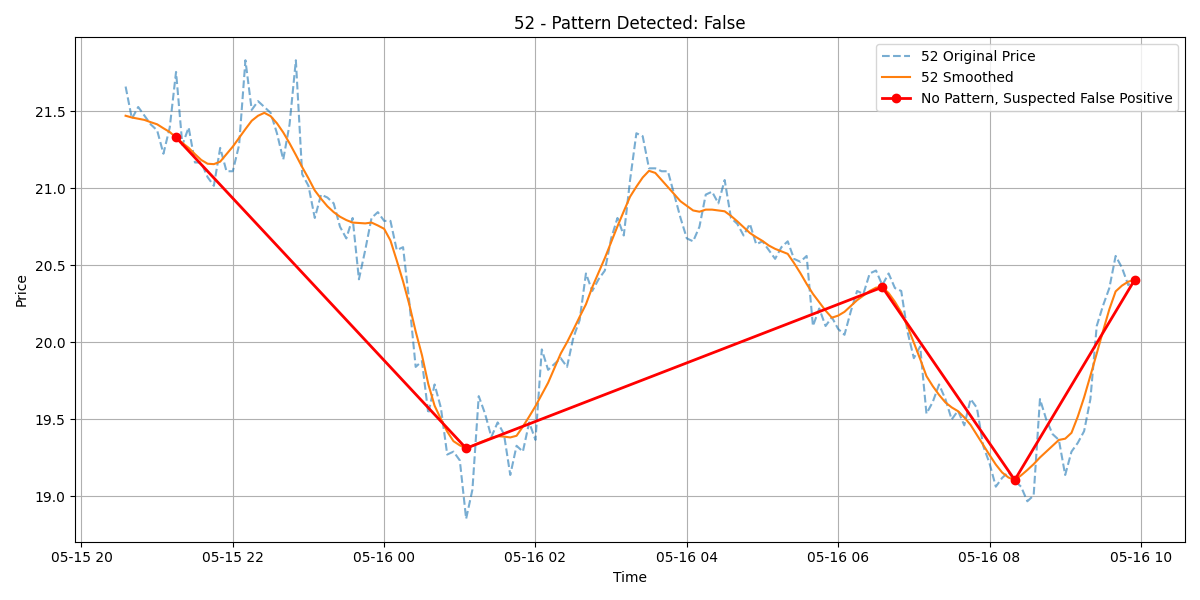 52 - Pattern Detected: False
52 Original Price
52 Smoothed
No Pattern, Suspected False Positive
Price
21.5
21.0
20.5
20.0
19.5
19.0
05-15 20 05-15 22 05-16 00 05-16 02 05-16 04 05-16 06 05-16 08 05-16 10
Time